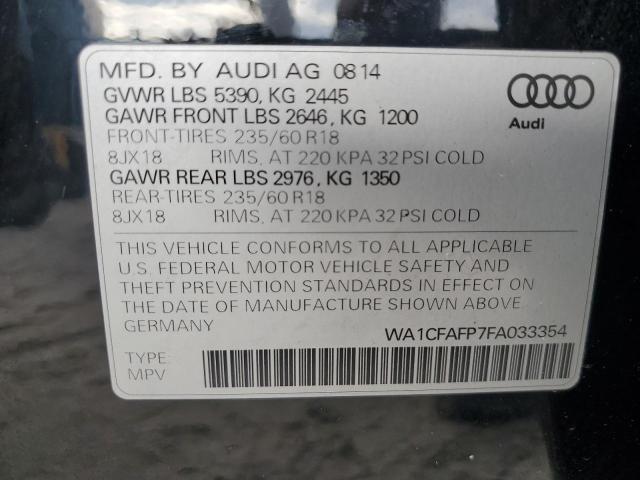 MFD. BY AUDI AG 08 14
GVWR LBS 5390, KG 2445
GAWR FRONT LBS 2646, KG 1200
FRONT-TIRES 235/60 R18
8JX18 RIMS, AT 220 KPA 32 PSI COLD
GAWR REAR LBS 2976, KG 1350
REAR-TIRES 235/60 R18
8JX18 RIMS, AT 220 KPA 32 PSI COLD
Audi
THIS VEHICLE CONFORMS TO ALL APPLICABLE
U.S. FEDERAL MOTOR VEHICLE SAFETY AND
THEFT PREVENTION STANDARDS IN EFFECT ON
THE DATE OF MANUFACTURE SHOWN ABOVE.
GERMANY
WA1CFAFP7FA033354
TYPE:
MPV